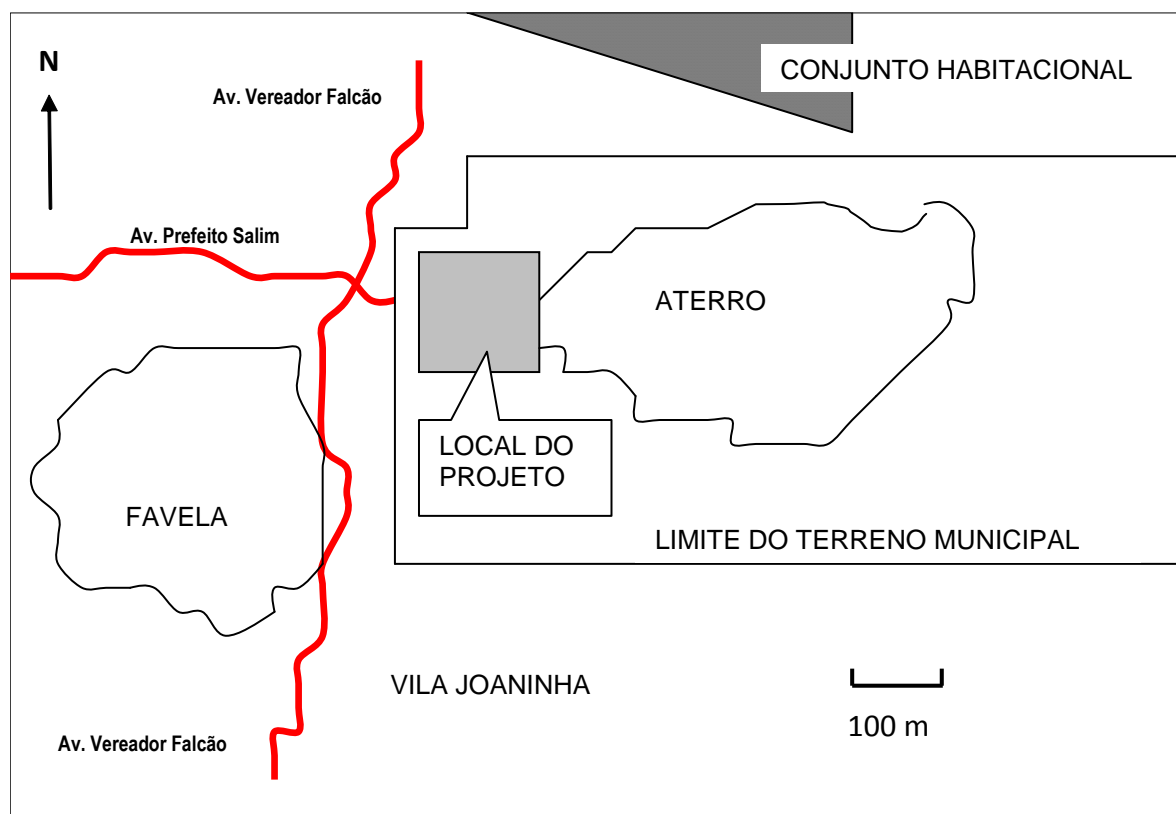 N
CONJUNTO HABITACIONAL
Av. Vereador Falcão
Av. Prefeito Salim
ATERRO
LOCAL DO
PROJETO
FAVELA
LIMITE DO TERRENO MUNICIPAL
VILA JOANINHA
100 m
Av. Vereador Falcão